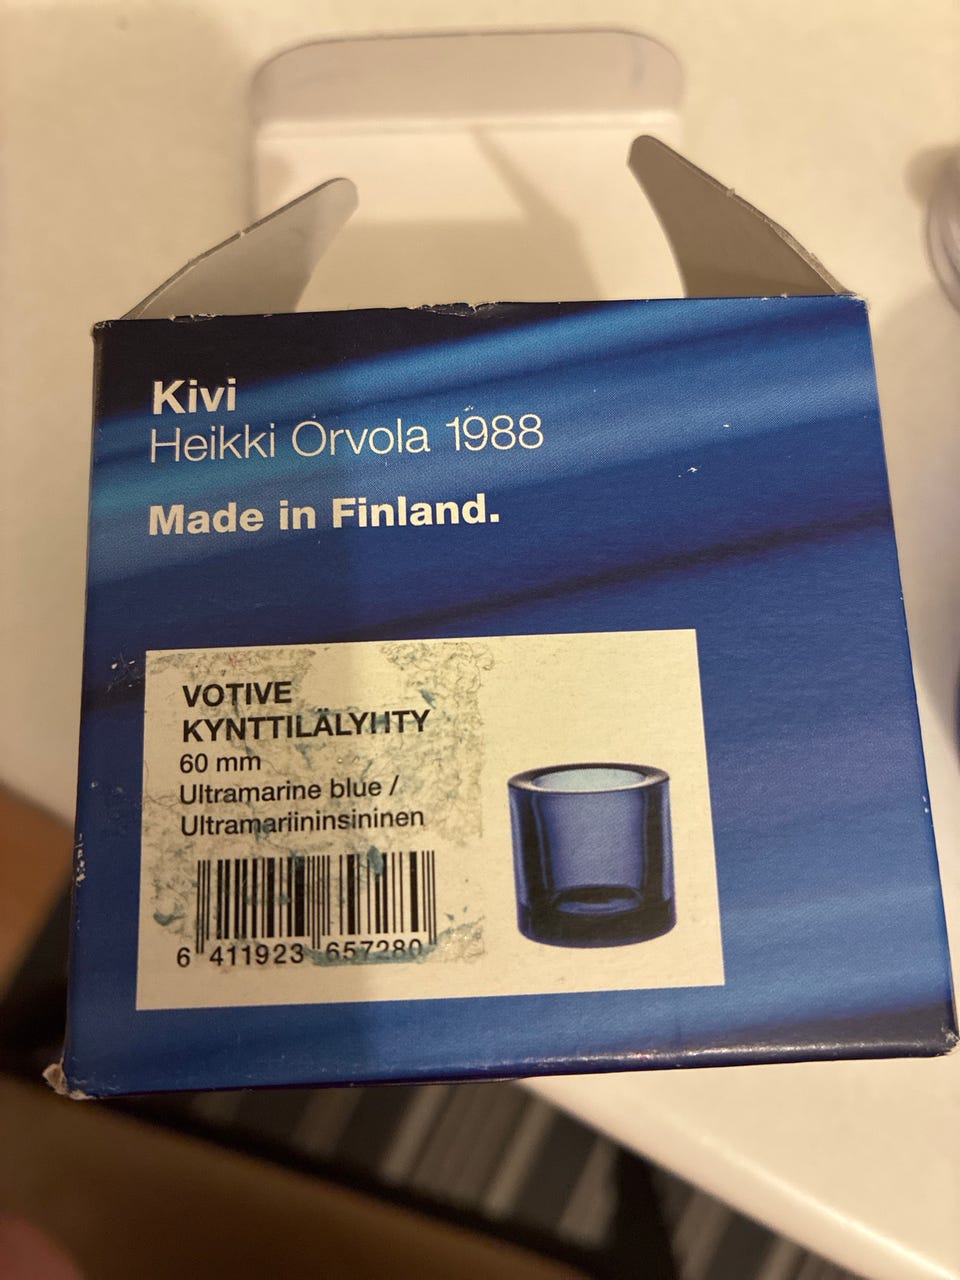 Kivi
Heikki Orvola 1988
Made in Finland.
VOTIVE
KYNTTILÄLYHTY
60 mm
Ultramarine blue /
Ultramariininsininen
6 411923 657280